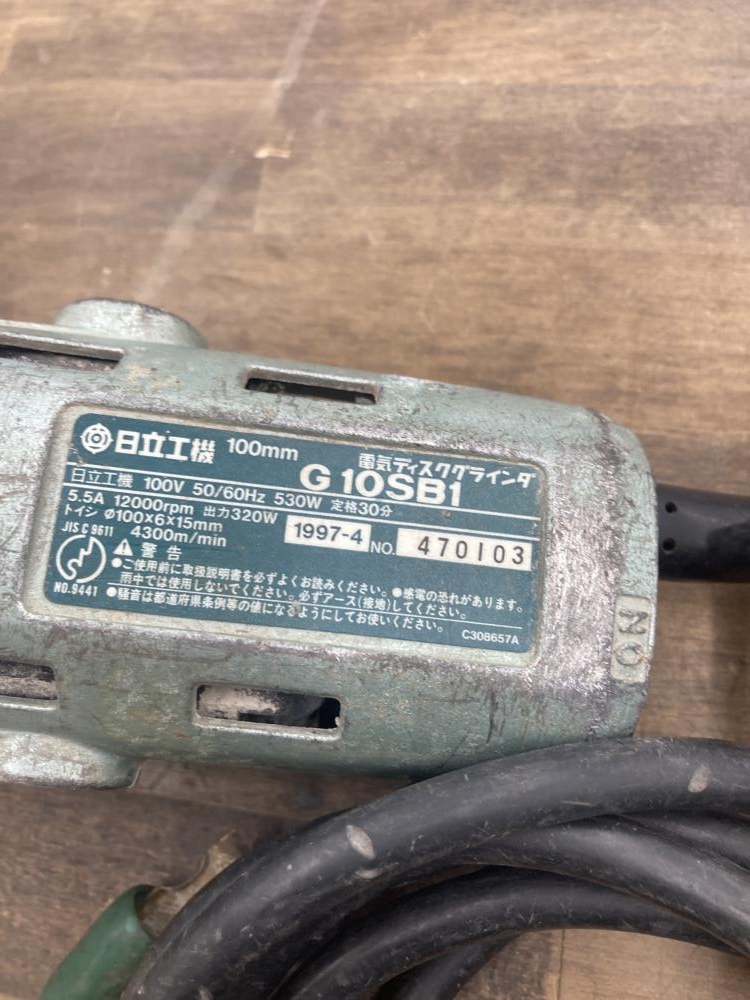 日立工機 100mm 電気ディスクグラインダ
G10SB1
日立工機 100V 50/60Hz 530W 定格30分
5.5A 12000rpm 出力320W
トイシ Ø100×6×15mm
4300m/min
1997-4 NO. 470103
JIS C 9611
NO.9441
⚠警告
●ご使用前に取扱説明書を必ずよくお読みください。●感電の恐れがあります。
雨中では使用しないでください。必ずアース(接地)してください。
●騒音は都道府県条例等の値になるようにしてお使いください。
C308657A
NO